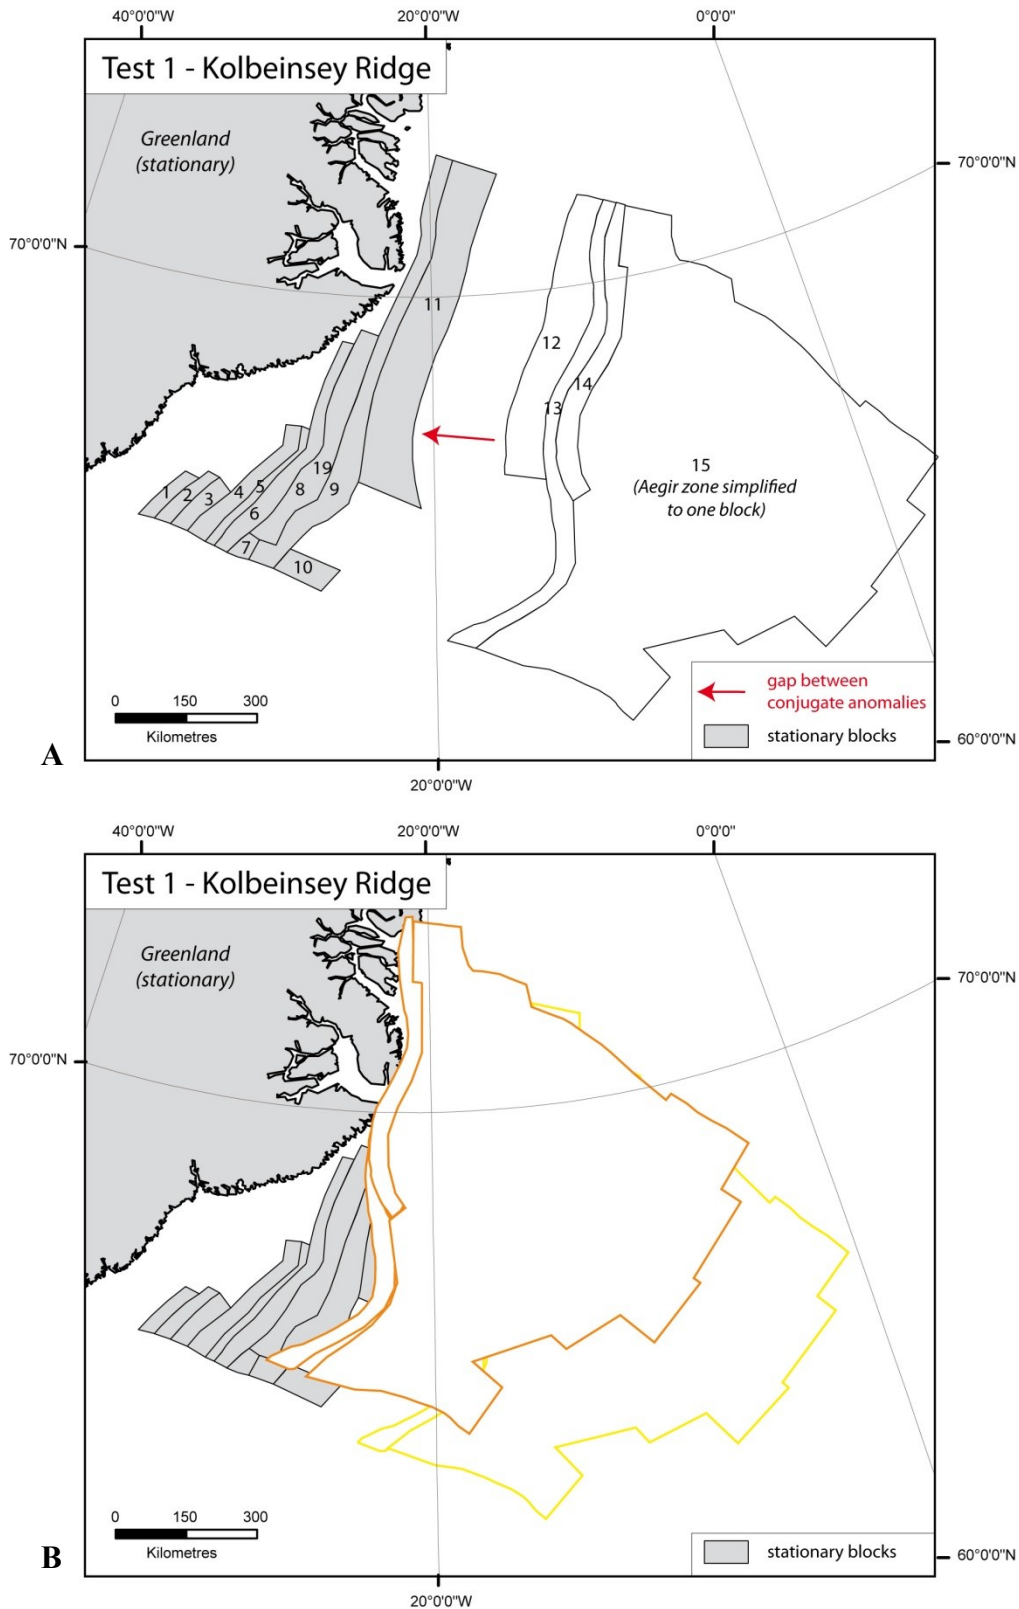 40°0'0"W 20°0'0"W 0°0'0"
Test 1 - Kolbeinsey Ridge
Greenland
(stationary)
70°0'0"N
70°0'0"N
11
12
14
13
15
(Aegir zone simplified
to one block)
19
1 2 3 4 5 8 9
6
7
10
0 150 300
Kilometres
gap between
conjugate anomalies
stationary blocks
60°0'0"N
A
20°0'0"W
40°0'0"W 20°0'0"W 0°0'0"
Test 1 - Kolbeinsey Ridge
Greenland
(stationary)
70°0'0"N
70°0'0"N
0 150 300
Kilometres
stationary blocks
60°0'0"N
B
20°0'0"W